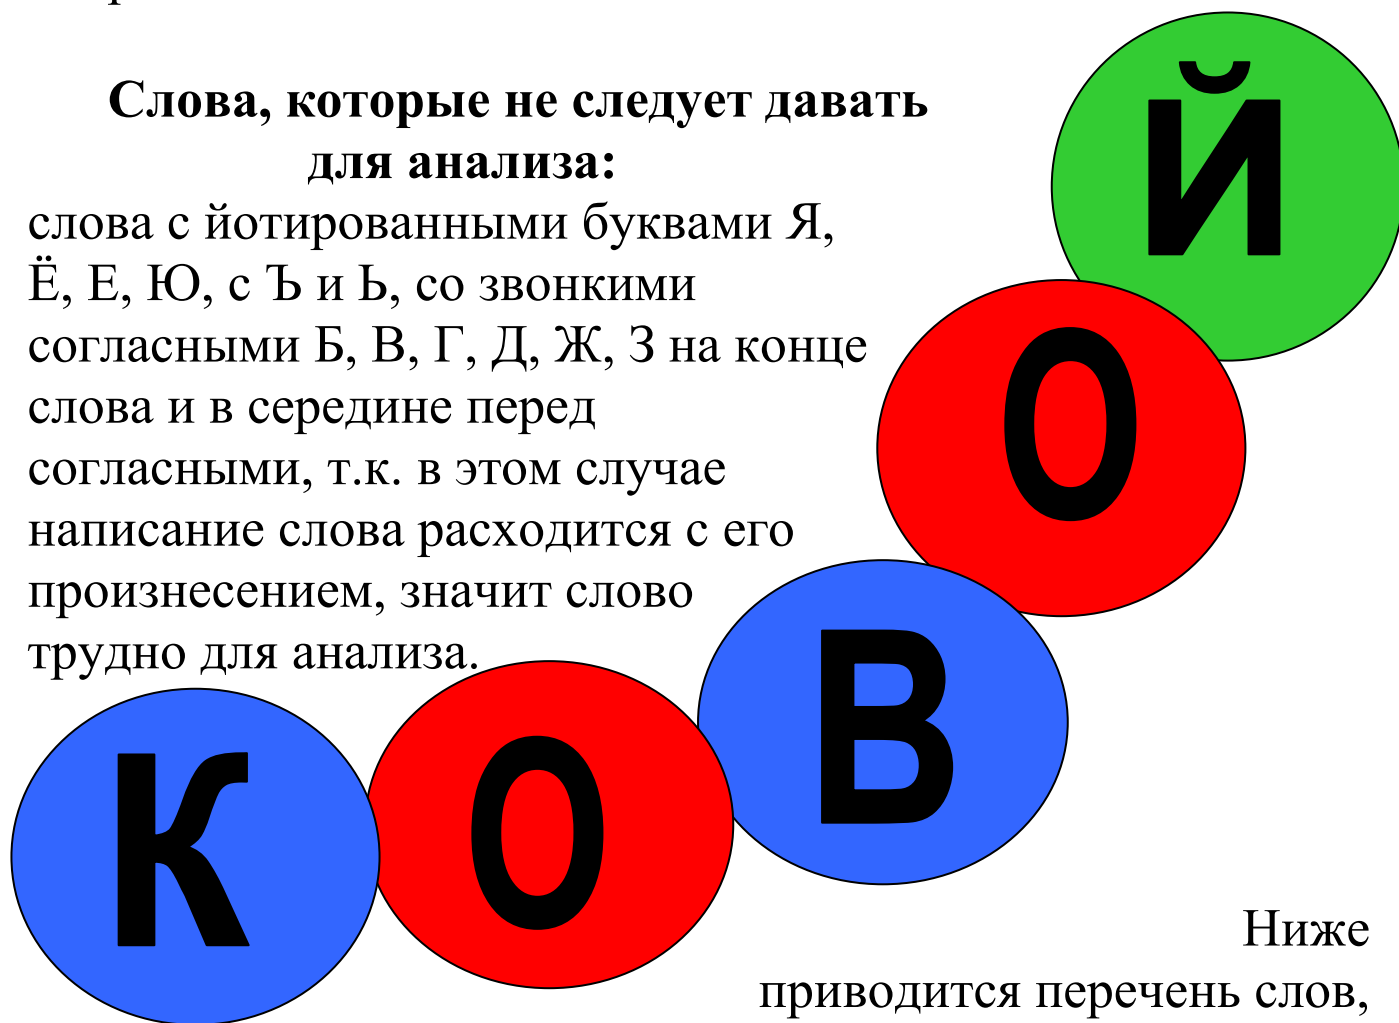 Слова, которые не следует давать
для анализа:
слова с йотированными буквами Я,
Ё, Е, Ю, с Ъ и Ь, со звонкими
согласными Б, В, Г, Д, Ж, З на конце
слова и в середине перед
согласными, т.к. в этом случае
написание слова расходится с его
произнесением, значит слово
трудно для анализа.
К О В О Й
Ниже
приводится перечень слов,